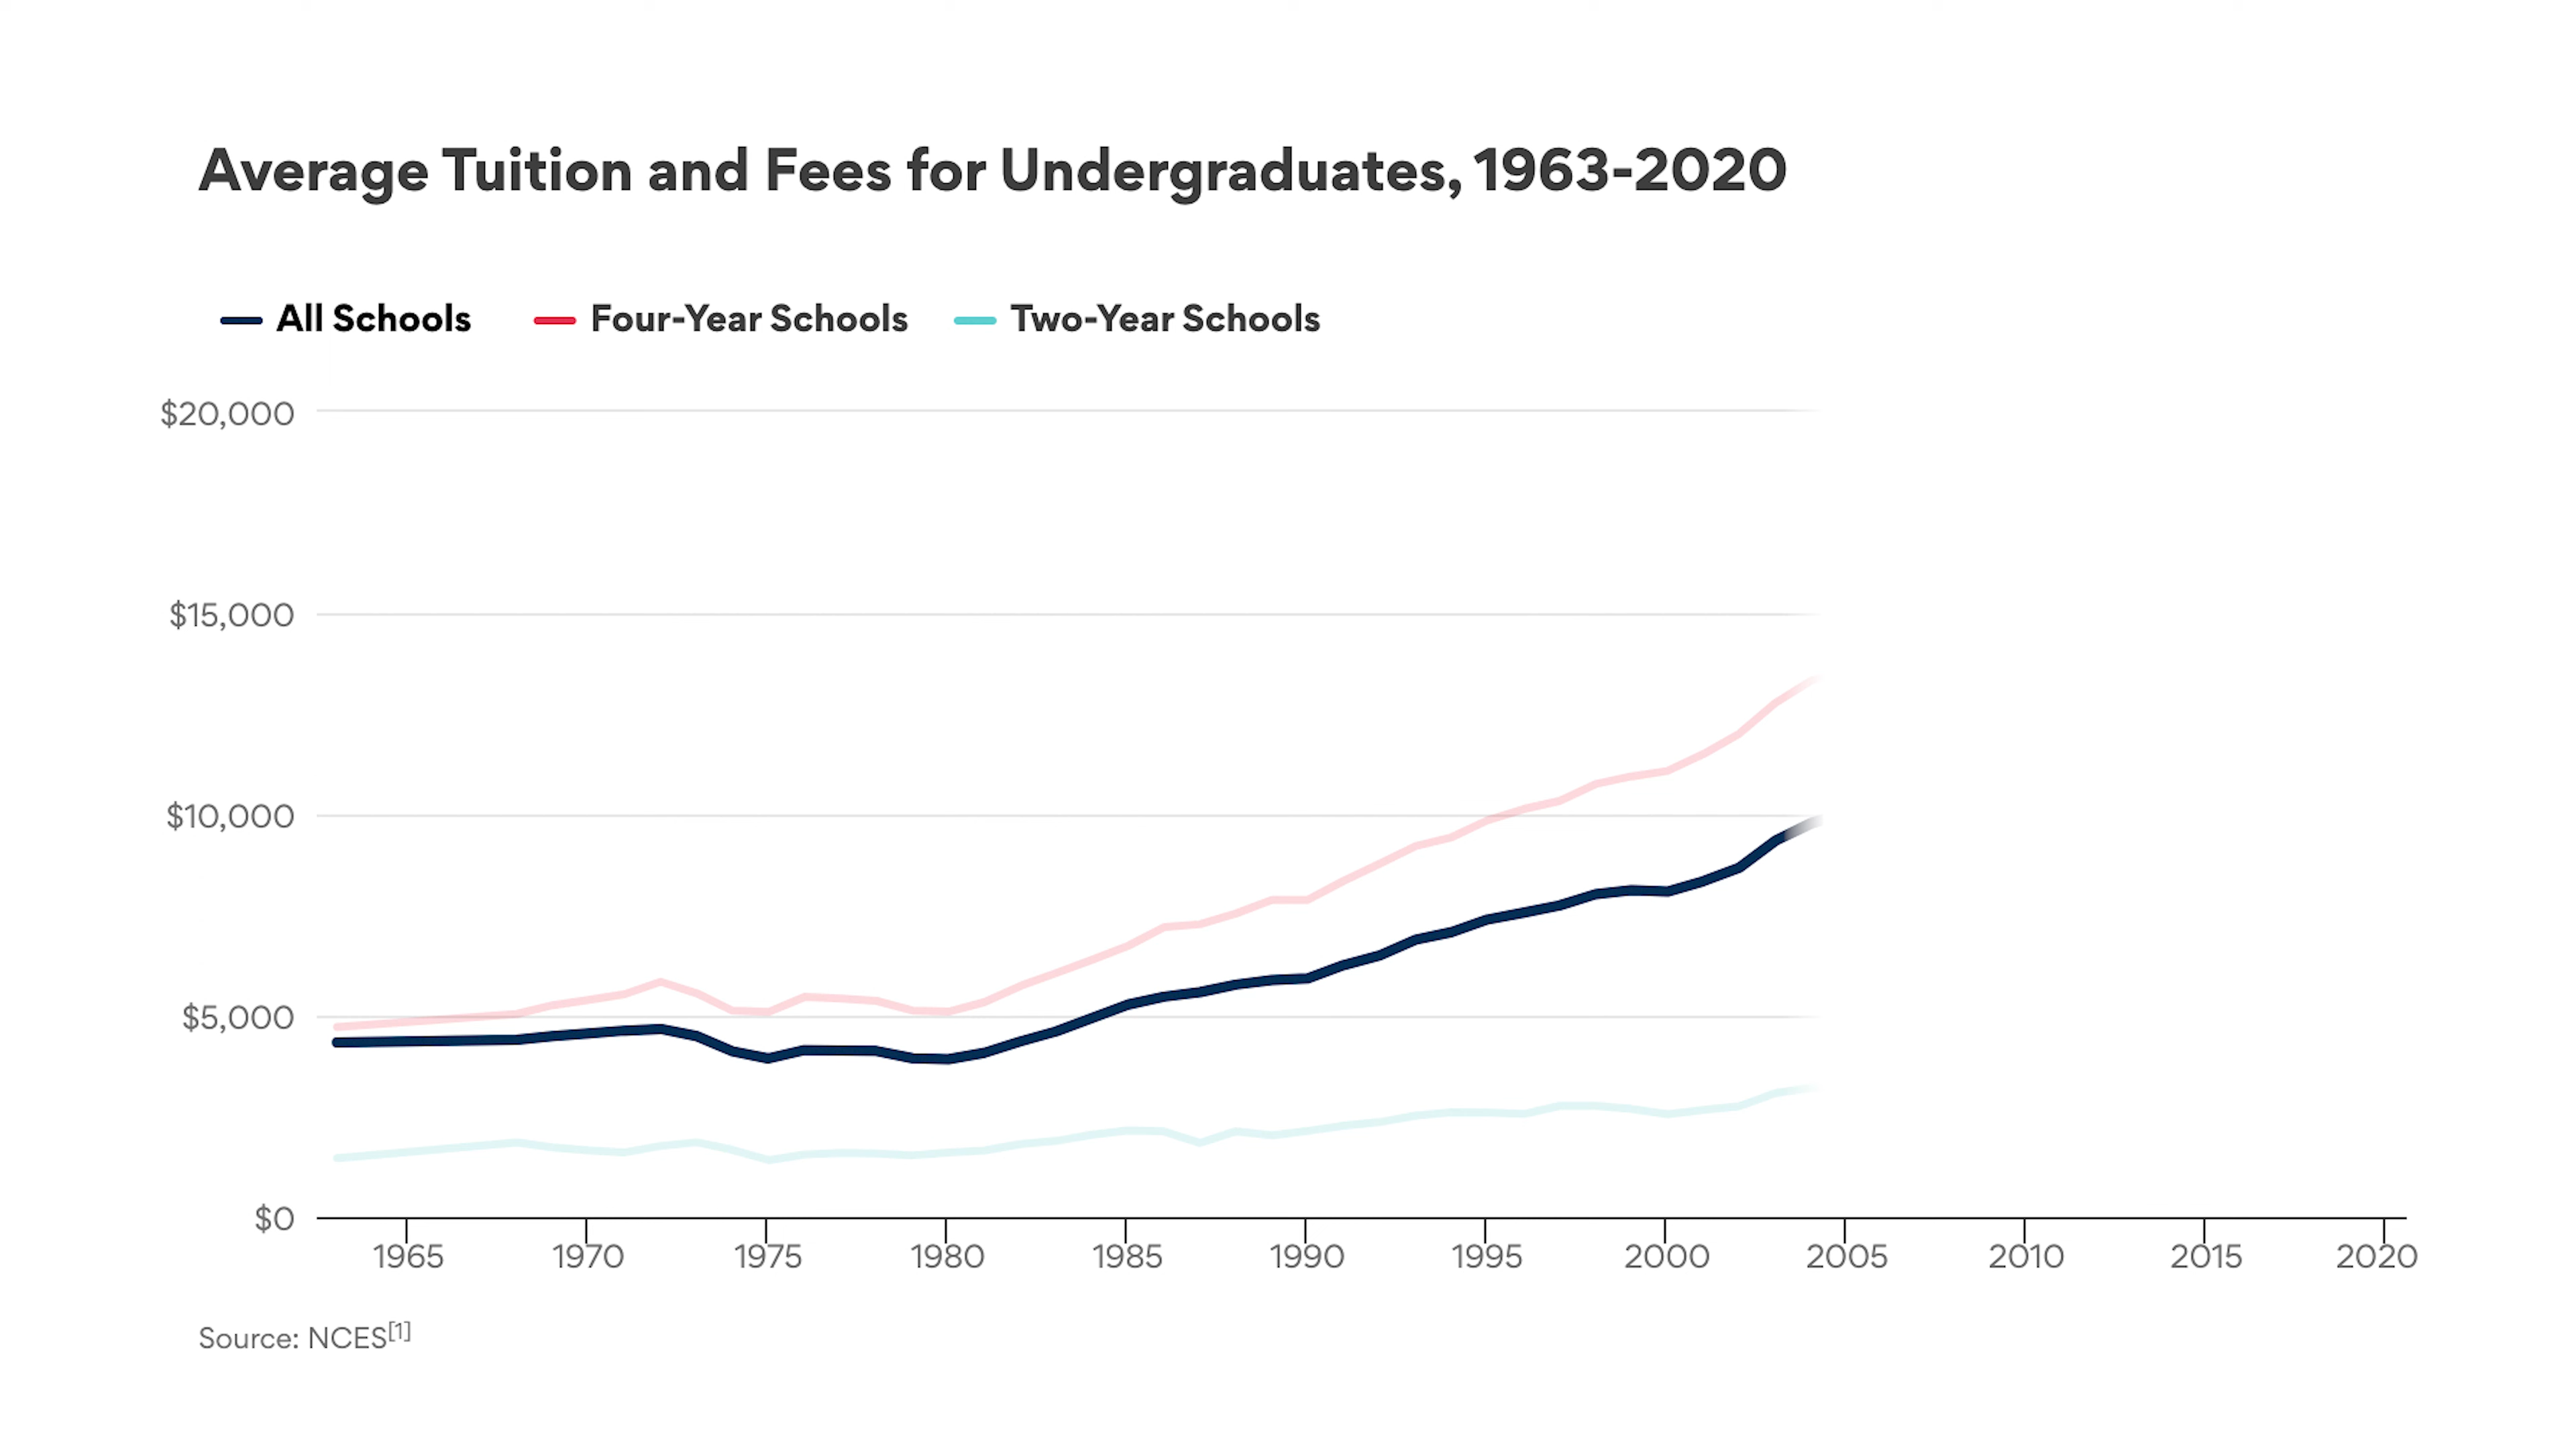 Average Tuition and Fees for Undergraduates, 1963-2020
All Schools Four-Year Schools Two-Year Schools
$20,000
$15,000
$10,000
$5,000
$0
1965 1970 1975 1980 1985 1990 1995 2000 2005 2010 2015 2020
Source: NCES[1]